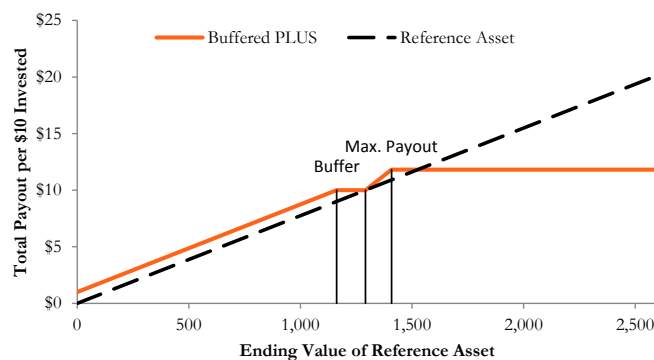 $25
Buffered PLUS
Reference Asset
$20
$15
Max. Payout
Buffer
$10
$5
$0
0
500
1,000
1,500
2,000
2,500
Total Payout per $10 Invested
Ending Value of Reference Asset